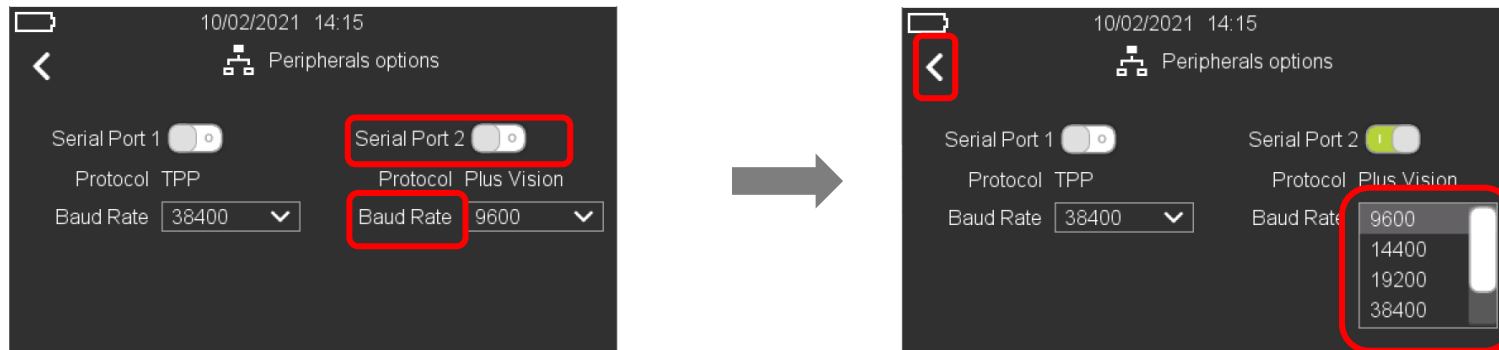 10/02/2021 14:15
Peripherals options
Serial Port 1 Serial Port 2
Protocol TPP Protocol Plus Vision
Baud Rate 38400 Baud Rate 9600
10/02/2021 14:15
Peripherals options
Serial Port 1 Serial Port 2
Protocol TPP Protocol Plus Vision
Baud Rate 38400 Baud Rate 9600
14400
19200
38400